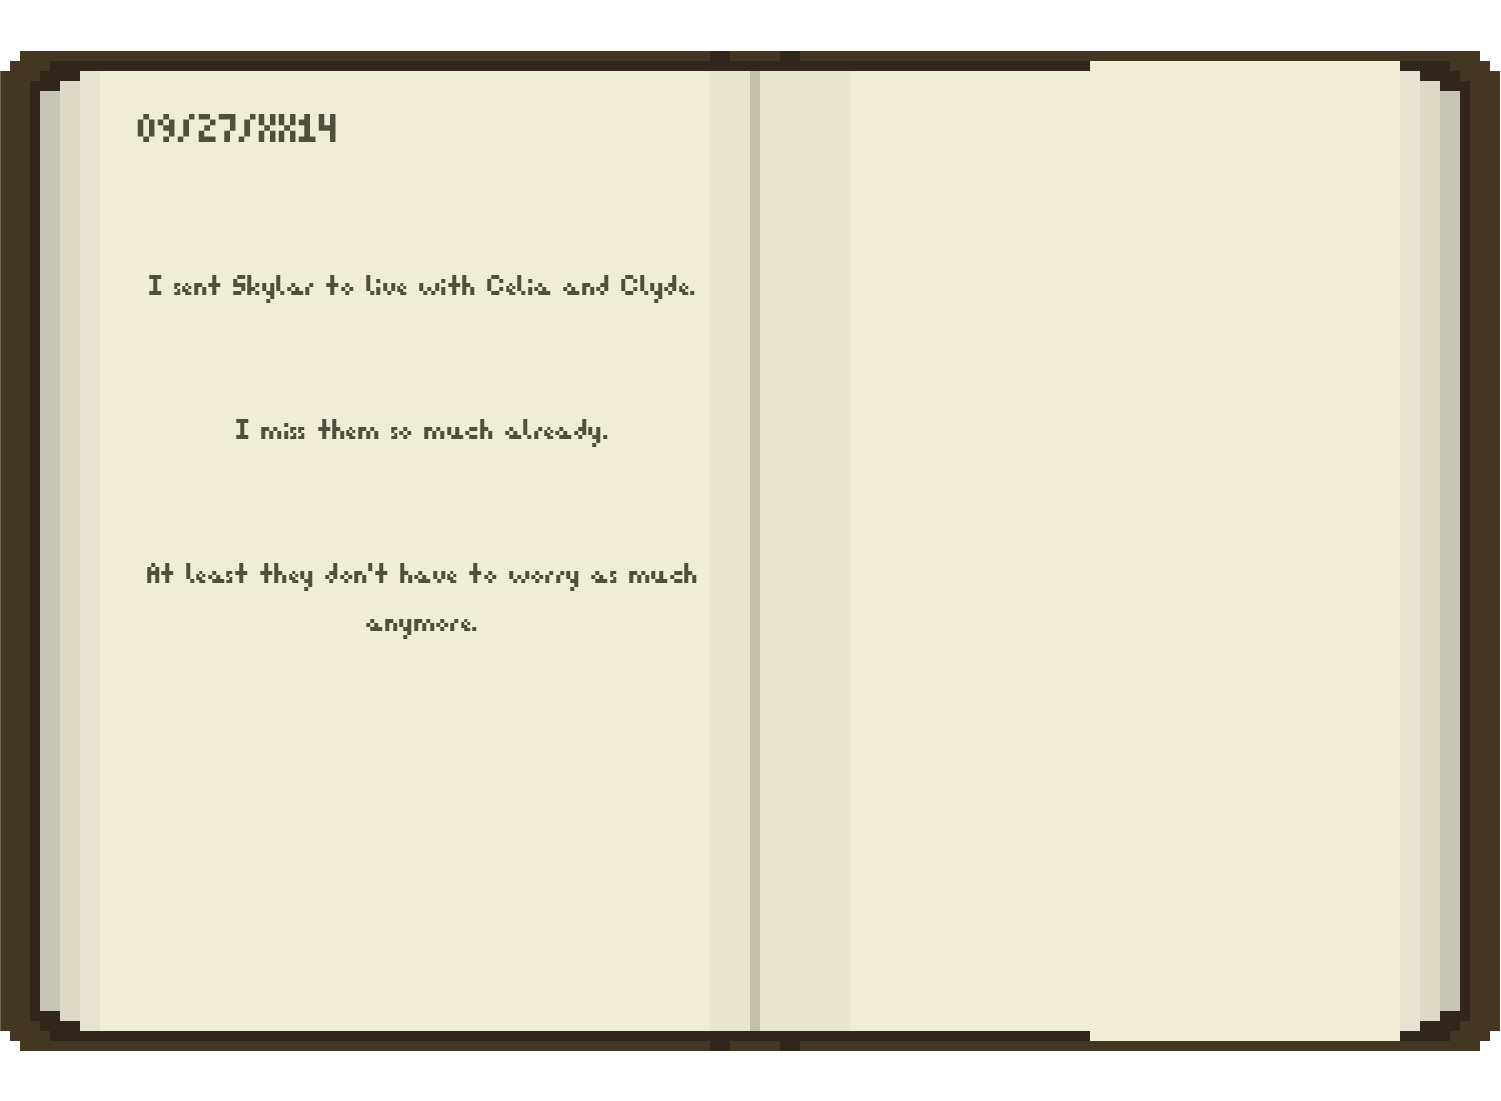 09/27/XX14
I sent Skylar to live with Celia and Clyde.
I miss them so much already.
At least they don't have to worry as much
anymore.